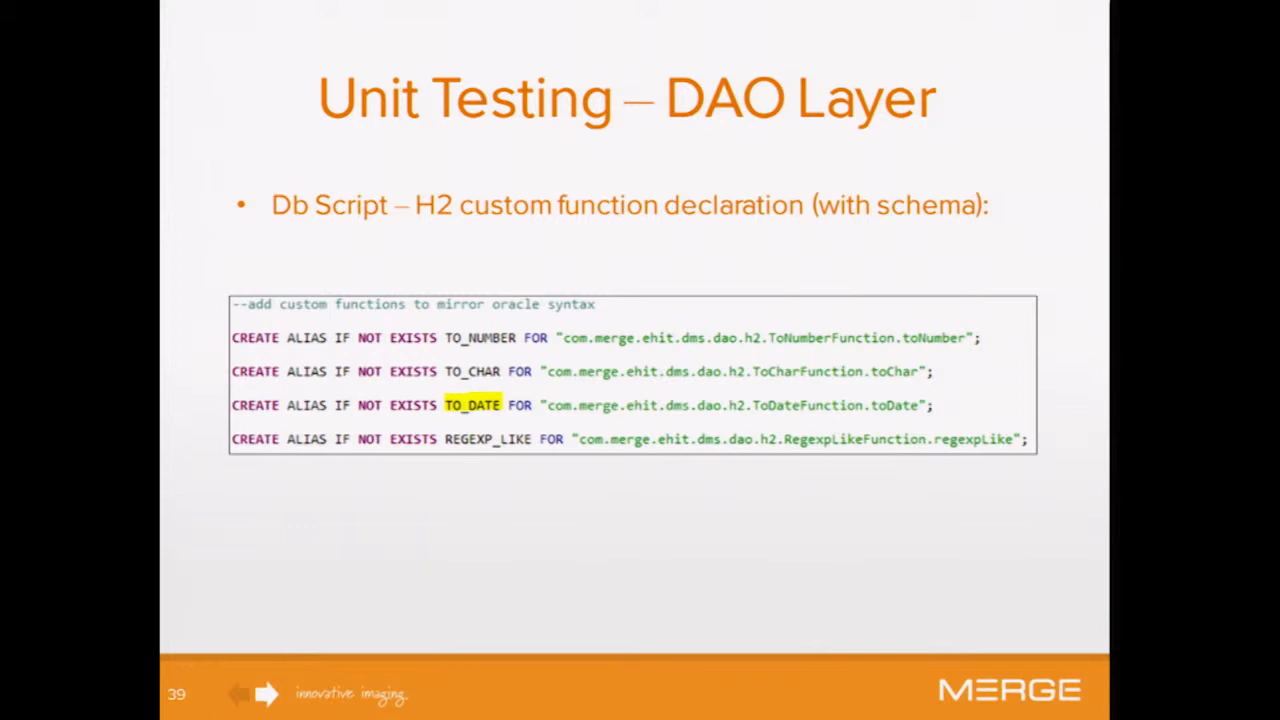 Unit Testing – DAO Layer
• Db Script – H2 custom function declaration (with schema):
--add custom functions to mirror oracle syntax
CREATE ALIAS IF NOT EXISTS TO_NUMBER FOR "com.merge.ehit.dms.dao.h2.ToNumberFunction.toNumber";
CREATE ALIAS IF NOT EXISTS TO_CHAR FOR "com.merge.ehit.dms.dao.h2.ToCharFunction.toChar";
CREATE ALIAS IF NOT EXISTS TO_DATE FOR "com.merge.ehit.dms.dao.h2.ToDateFunction.toDate";
CREATE ALIAS IF NOT EXISTS REGEXP_LIKE FOR "com.merge.ehit.dms.dao.h2.RegexpLikeFunction.regexpLike";
39 innovative imaging. MERGE